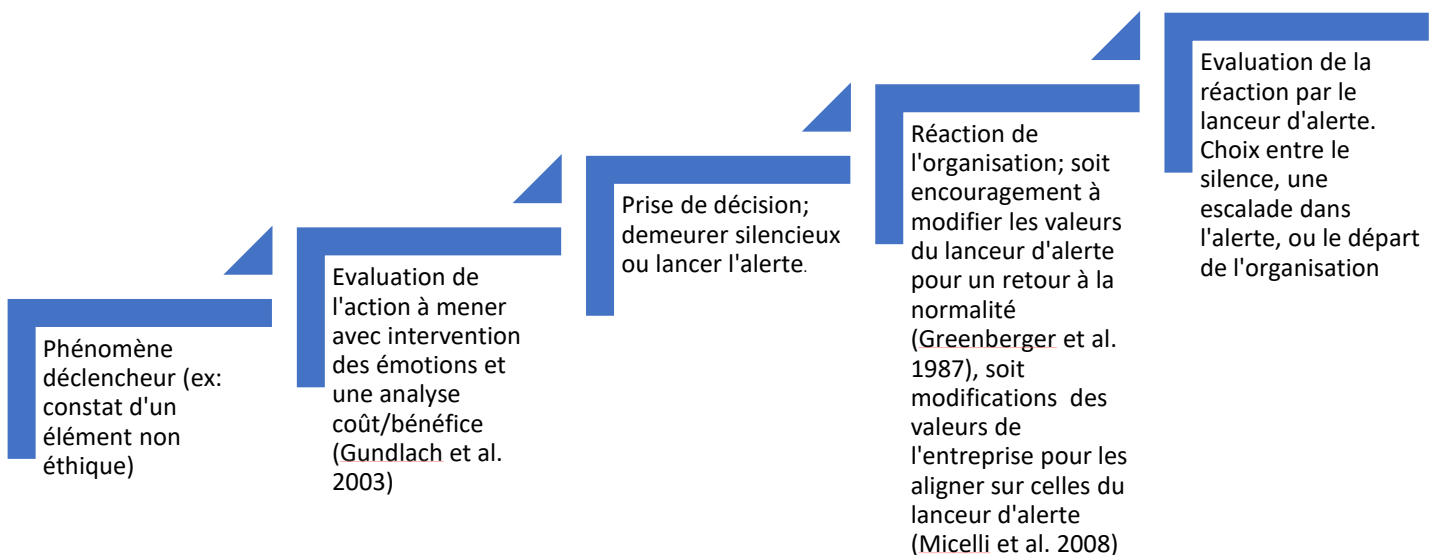 Phénomène
déclencheur (ex:
constat d'un
élément non
éthique)
Evaluation de
l'action à mener
avec intervention
des émotions et
une analyse
coût/bénéfice
(Gundlach et al.
2003)
Prise de décision;
demeurer silencieux
ou lancer l'alerte.
Réaction de
l'organisation; soit
encouragement à
modifier les valeurs
du lanceur d'alerte
pour un retour à la
normalité
(Greenberger et al.
1987), soit
modifications des
valeurs de
l'entreprise pour les
aligner sur celles du
lanceur d'alerte
(Micelli et al. 2008)
Evaluation de la
réaction par le
lanceur d'alerte.
Choix entre le
silence, une
escalade dans
l'alerte, ou le départ
de l'organisation